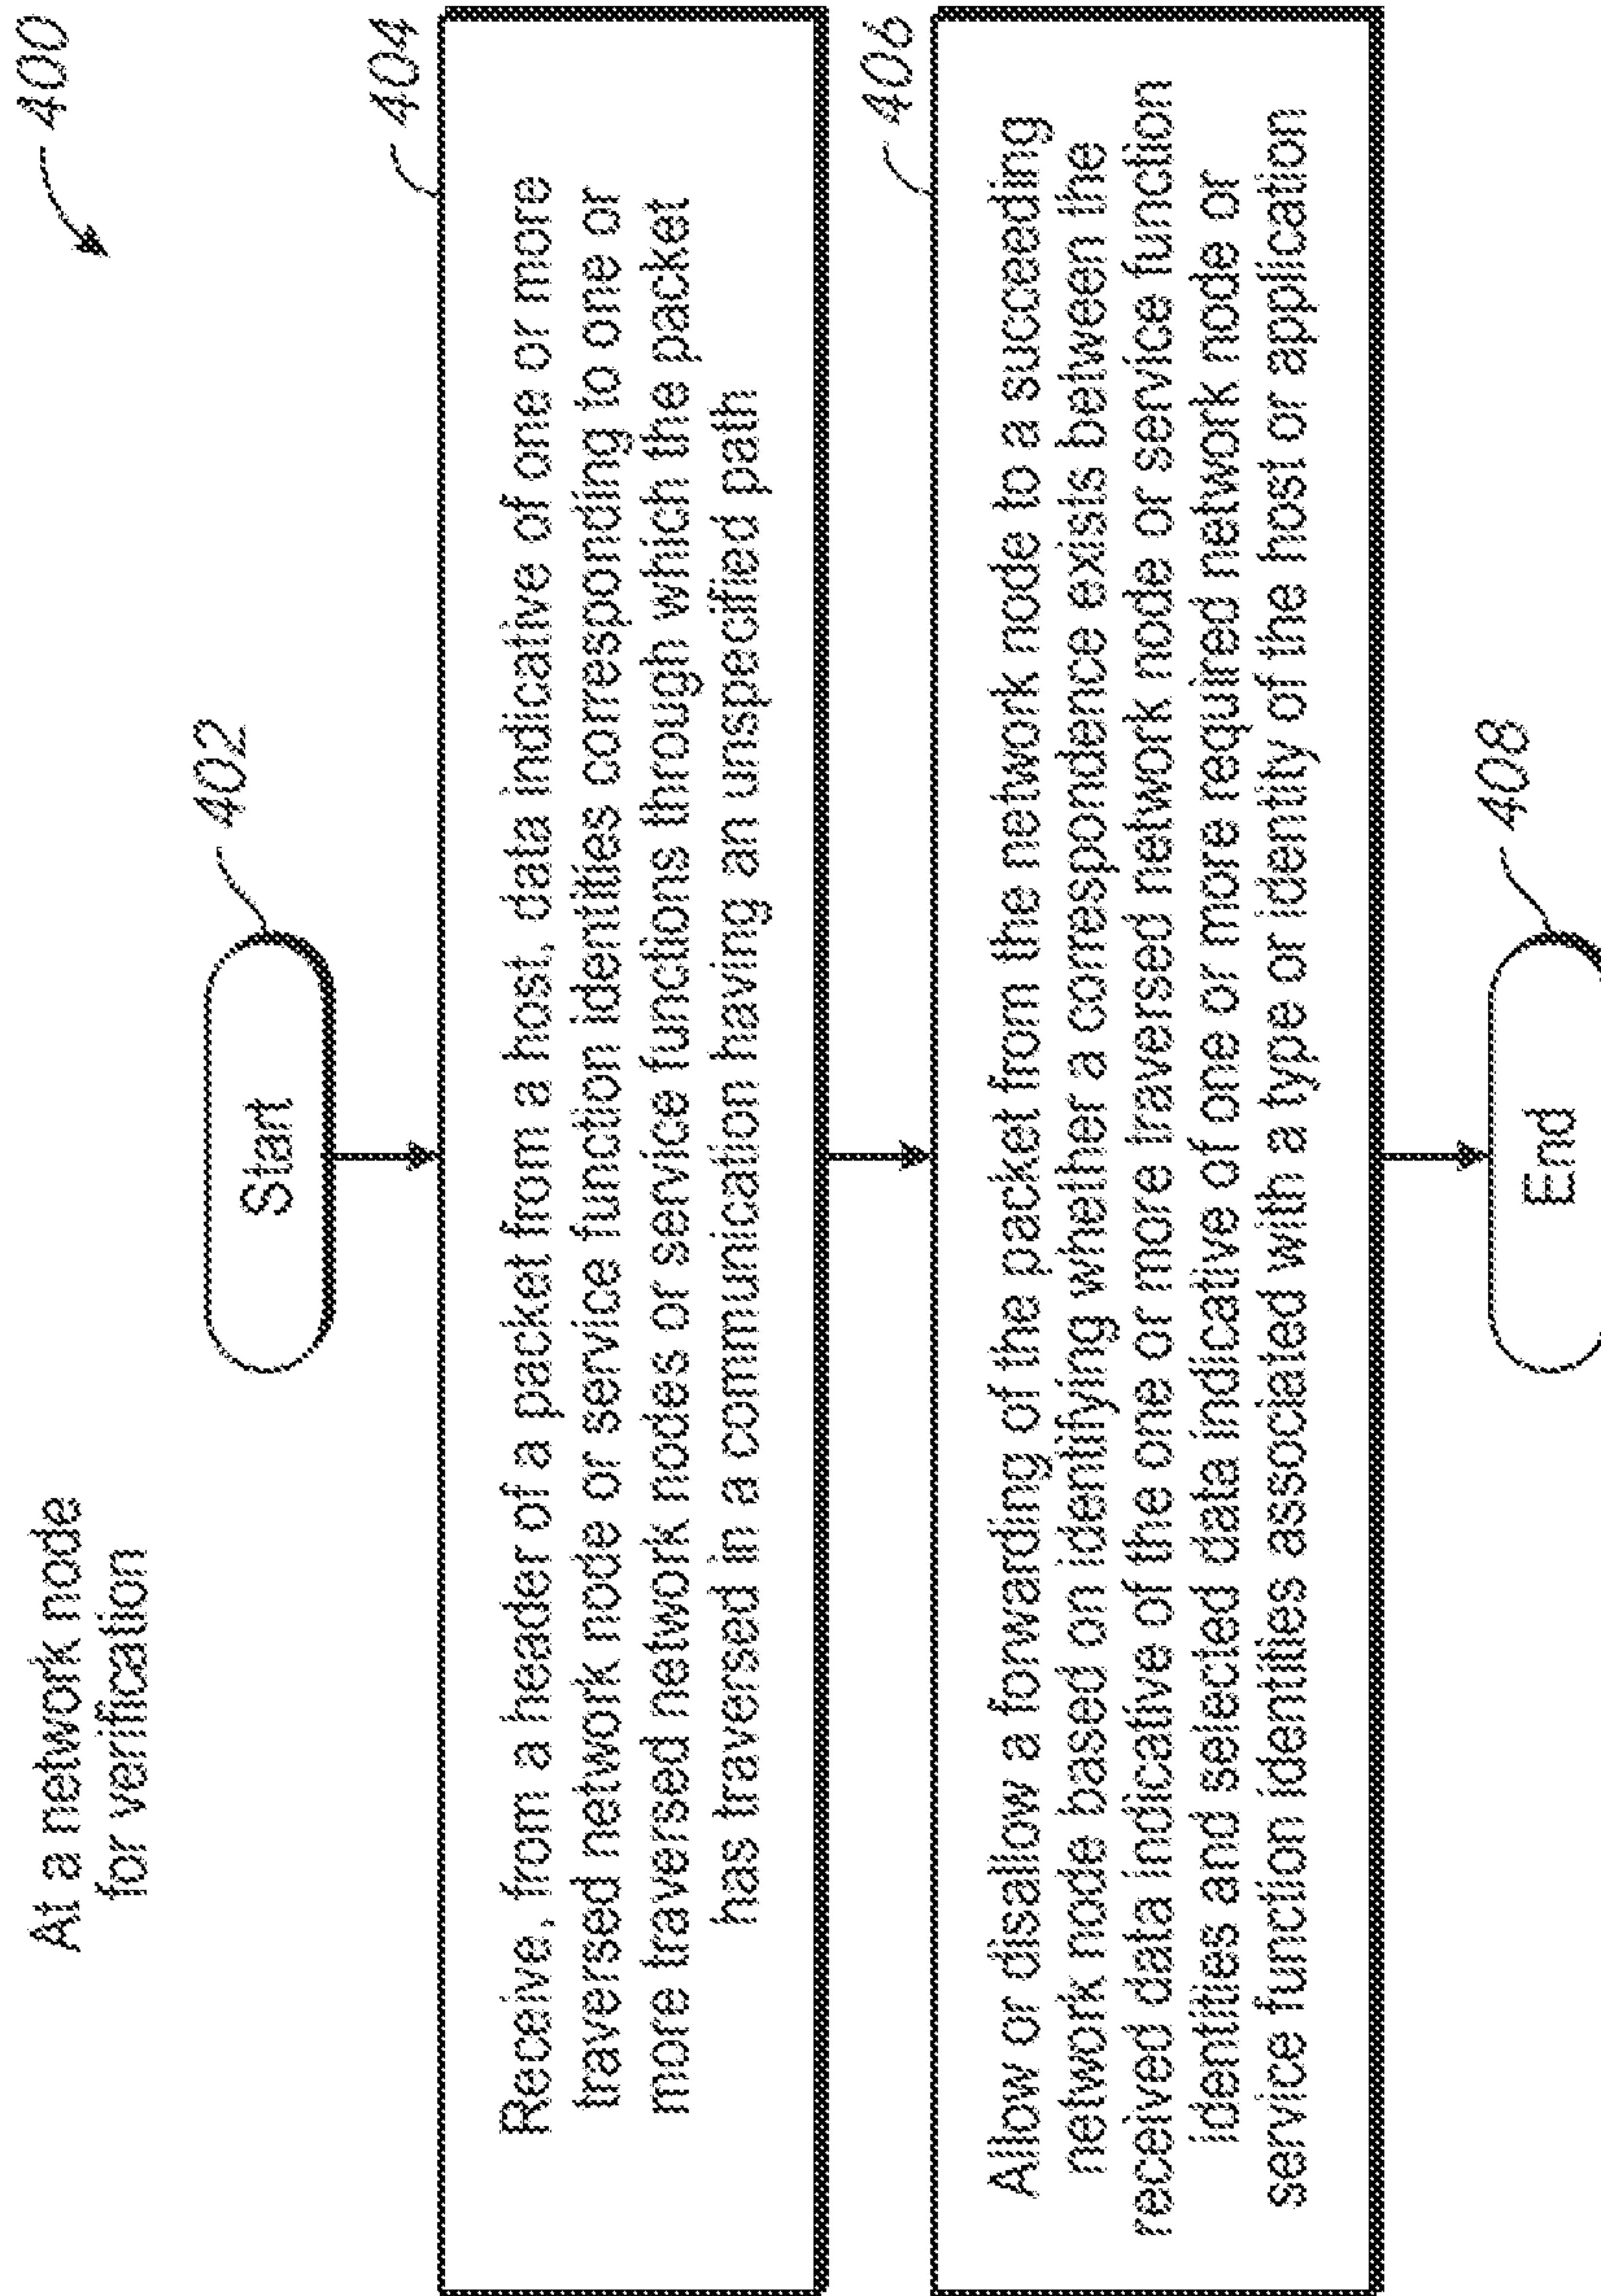 At a network node
for verification
400
402
Start
404
Receive, from a header of a packet from a host, data indicative of one or more
traversed network node or service function identities corresponding to one or
more traversed network nodes or service functions through which the packet
has traversed in a communication having an unspecified path
406
Allow or disallow a forwarding of the packet from the network node to a succeeding
network node based on identifying whether a correspondence exists between the
received data indicative of the one or more traversed network node or service function
identities and selected data indicative of one or more required network node or
service function identities associated with a type or identity of the host or application
408
End